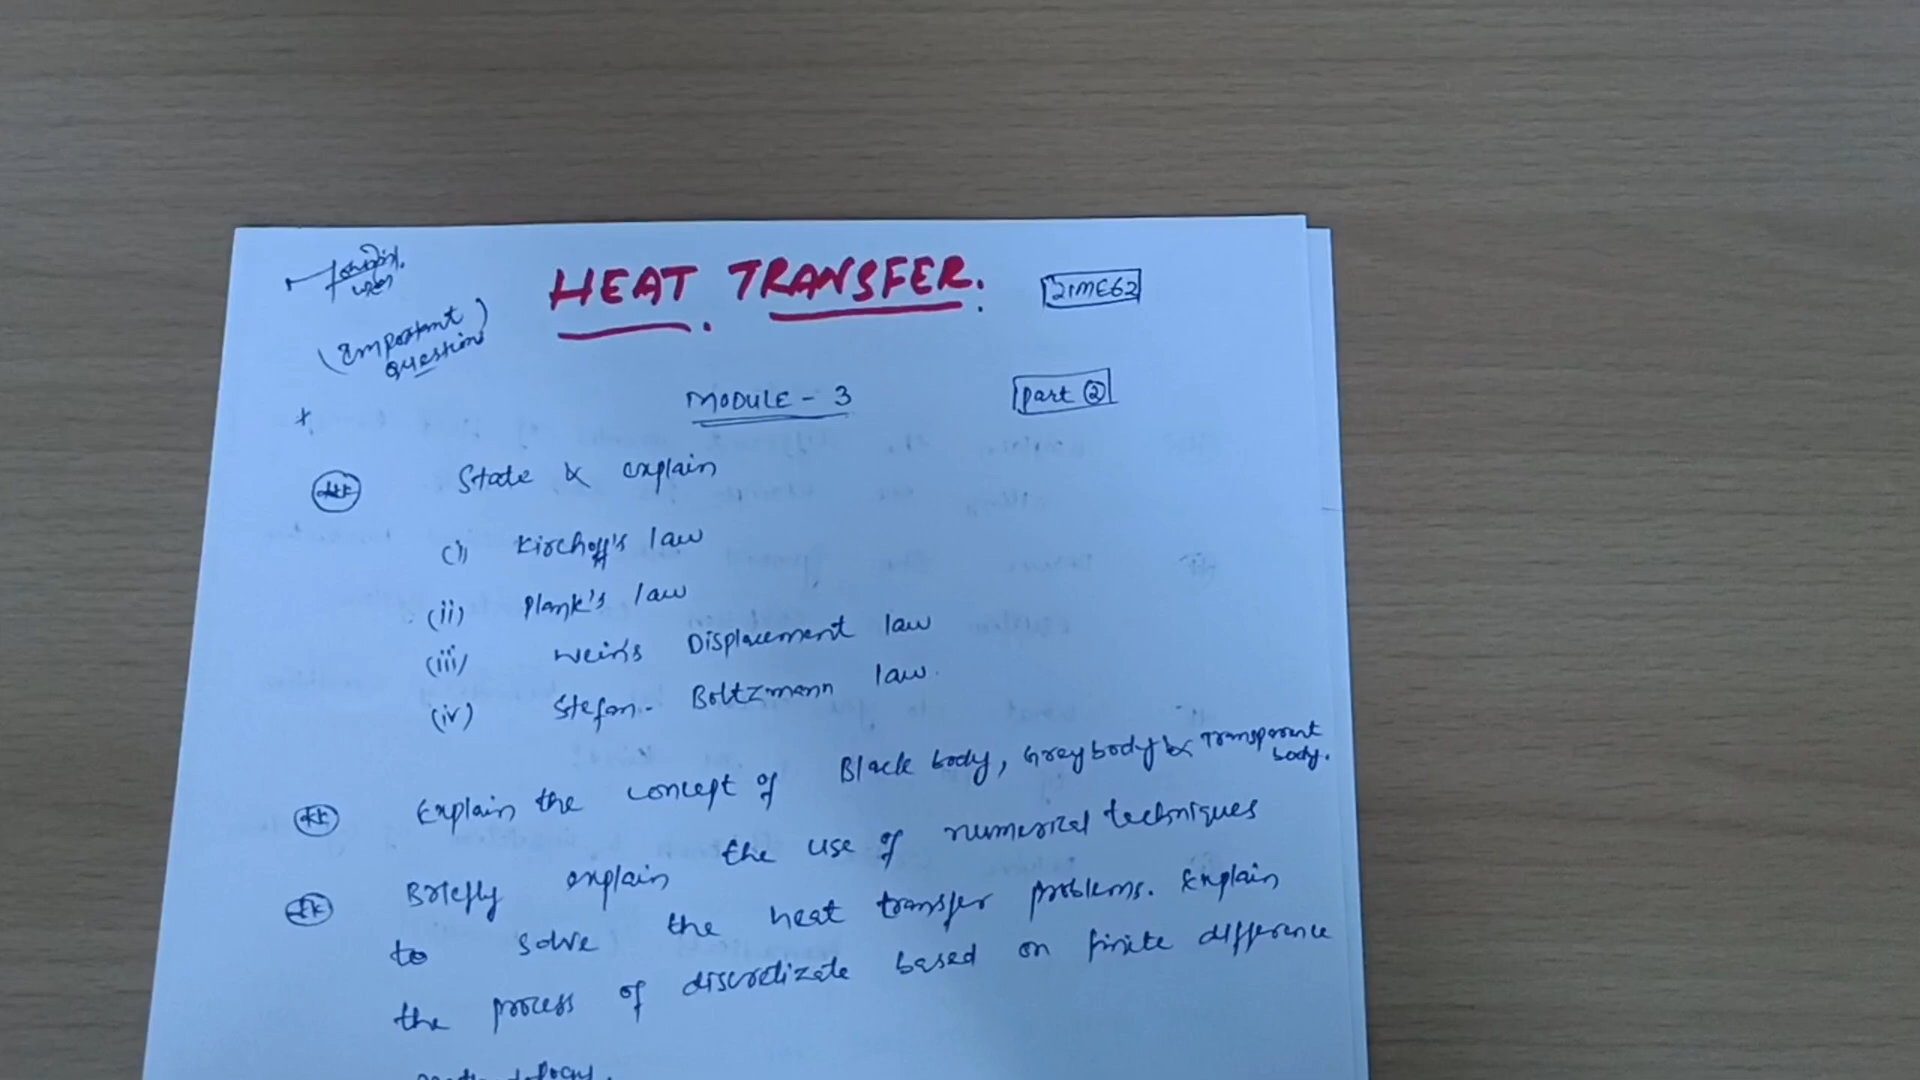 HEAT TRANSFER.
21ME62
(Important
question)
MODULE - 3
Part ②
*
** State & explain
(i) Kirchoff's law
(ii) Plank's law
(iii) Wein's Displacement law
(iv) Stefan- Boltzmann law.
** Explain the concept of Black body, Grey body & Transparent
body.
** Briefly explain the use of numerical techniques
to solve the heat transfer problems. Explain
the process of discretizate based on finite difference